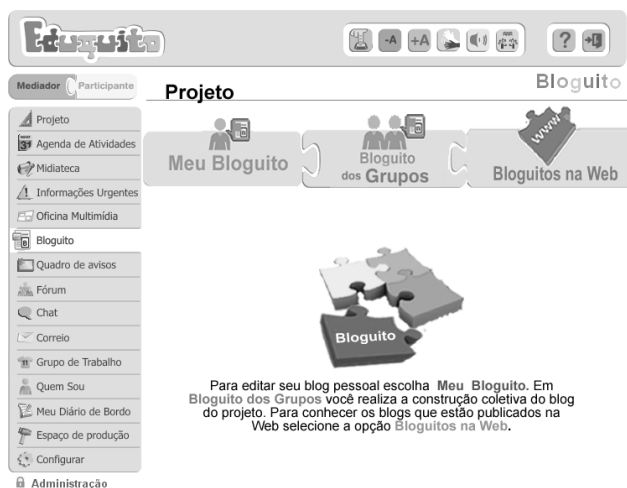 Eduquito
-A
+A
?
Mediador
Participante
Projeto
Bloguito
Projeto
Agenda de Atividades
Midiateca
Informações Urgentes
Oficina Multimídia
Bloguito
Quadro de avisos
Fórum
Chat
Correio
Grupo de Trabalho
Quem Sou
Meu Diário de Bordo
Espaço de produção
Configurar
Administração
Meu Bloguito
Bloguito
dos Grupos
WWW
Bloguitos na Web
Bloguito
Para editar seu blog pessoal escolha Meu Bloguito. Em
Bloguito dos Grupos você realiza a construção coletiva do blog
do projeto. Para conhecer os blogs que estão publicados na
Web selecione a opção Bloguitos na Web.